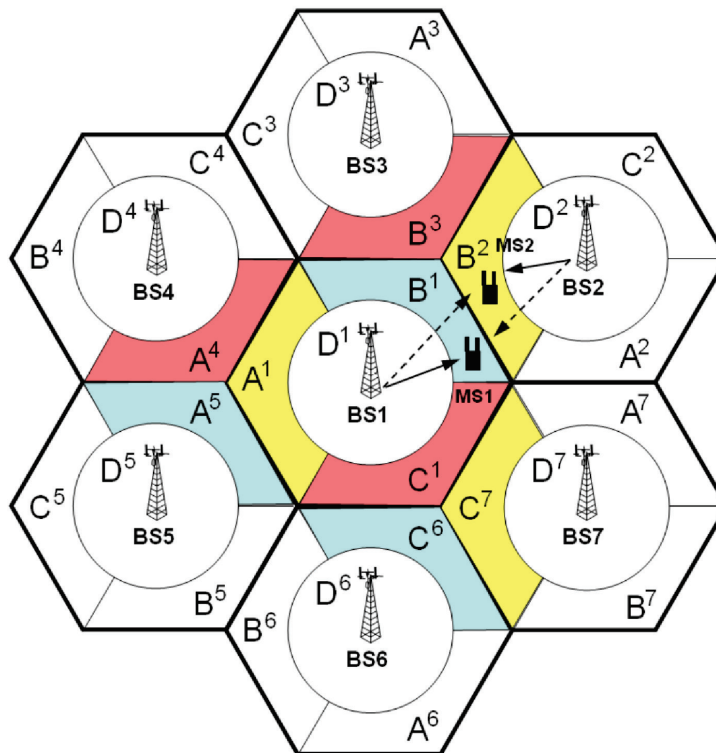 A³
D³
C³
BS3
B³
C⁴
D⁴
B⁴
BS4
A⁴
C²
D²
B²
MS2
BS2
A²
B¹
D¹
A¹
BS1
MS1
C¹
A⁵
D⁵
C⁵
BS5
B⁵
A⁷
D⁷
C⁷
BS7
B⁷
C⁶
D⁶
B⁶
BS6
A⁶